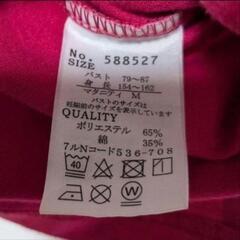 No. 588527
SIZE
バスト 79~87
身長 154~162
マタニティ M
バストのサイズは
妊娠前のサイズで表示しています
QUALITY
ポリエステル 65%
綿 35%
フルNコード536-708
40
W